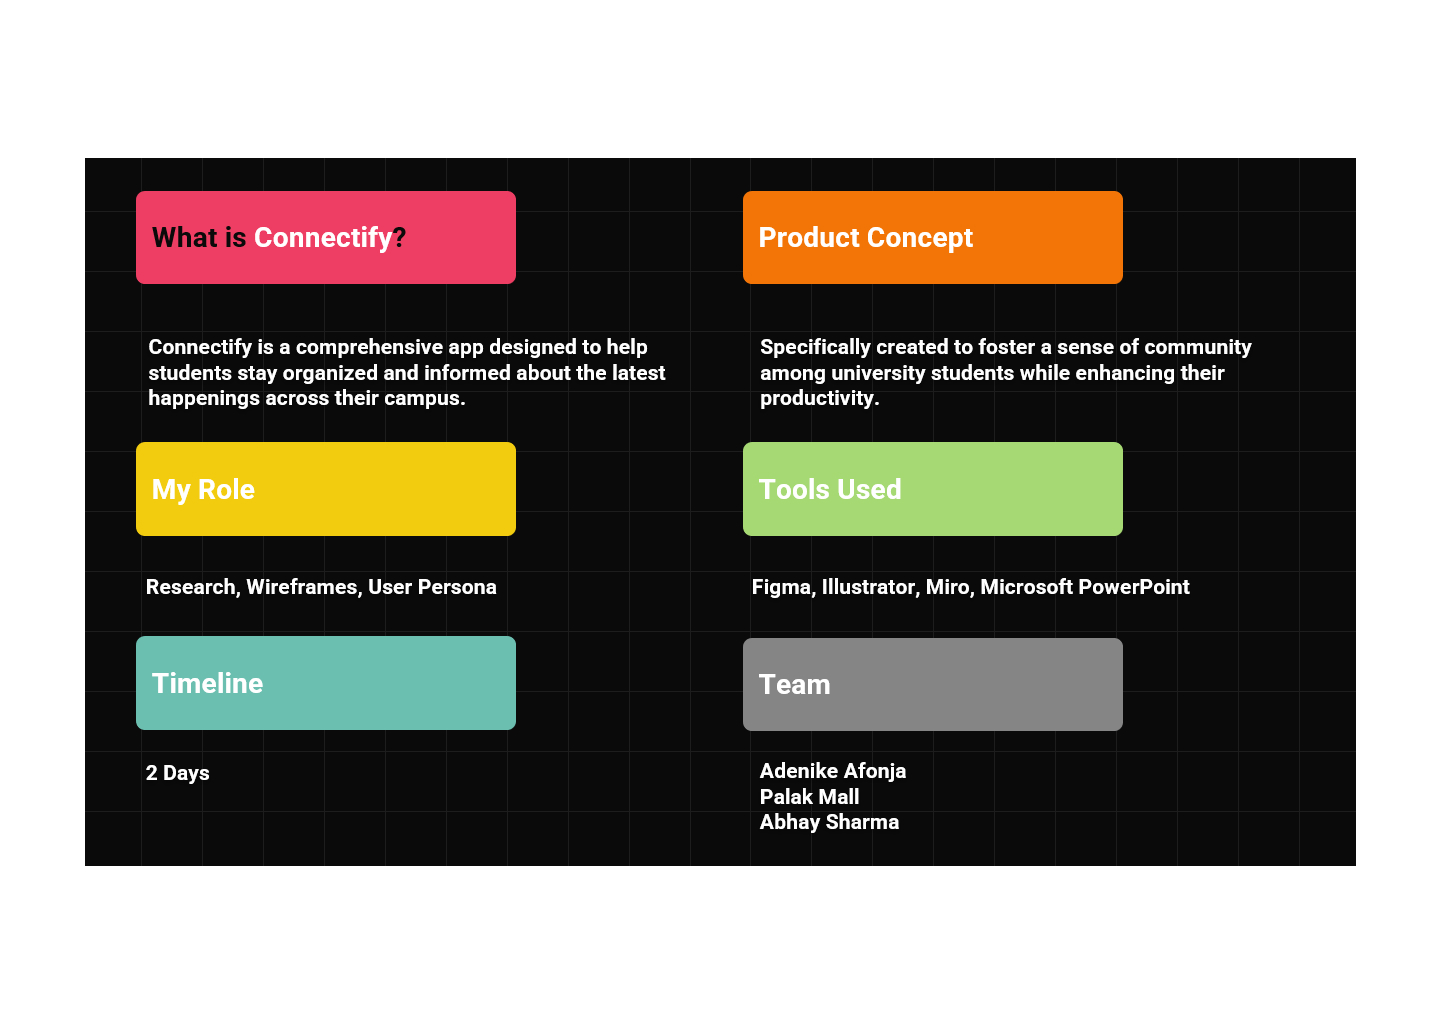 What is Connectify?
Connectify is a comprehensive app designed to help
students stay organized and informed about the latest
happenings across their campus.
Product Concept
Specifically created to foster a sense of community
among university students while enhancing their
productivity.
My Role
Research, Wireframes, User Persona
Tools Used
Figma, Illustrator, Miro, Microsoft PowerPoint
Timeline
2 Days
Team
Adenike Afonja
Palak Mall
Abhay Sharma